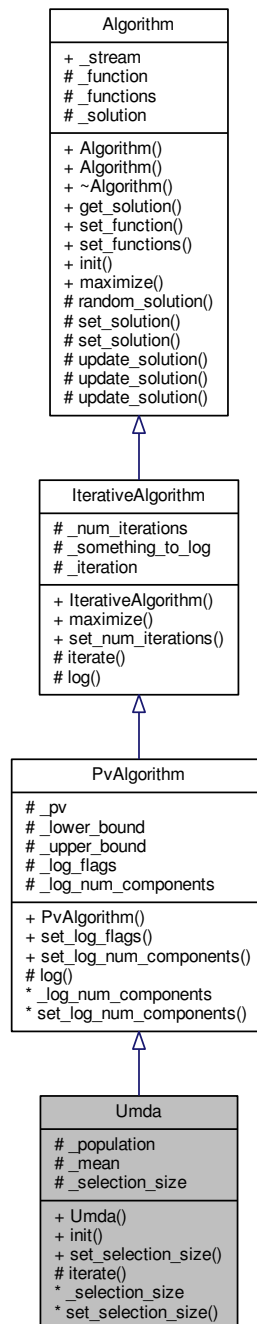 Algorithm
+ _stream
# _function
# _functions
# _solution
+ Algorithm()
+ Algorithm()
+ ~Algorithm()
+ get_solution()
+ set_function()
+ set_functions()
+ init()
+ maximize()
# random_solution()
# set_solution()
# set_solution()
# update_solution()
# update_solution()
# update_solution()
IterativeAlgorithm
# _num_iterations
# _something_to_log
# _iteration
+ IterativeAlgorithm()
+ maximize()
+ set_num_iterations()
# iterate()
# log()
PvAlgorithm
# _pv
# _lower_bound
# _upper_bound
# _log_flags
# _log_num_components
+ PvAlgorithm()
+ set_log_flags()
+ set_log_num_components()
# log()
* _log_num_components
* set_log_num_components()
Umda
# _population
# _mean
# _selection_size
+ Umda()
+ init()
+ set_selection_size()
# iterate()
* _selection_size
* set_selection_size()